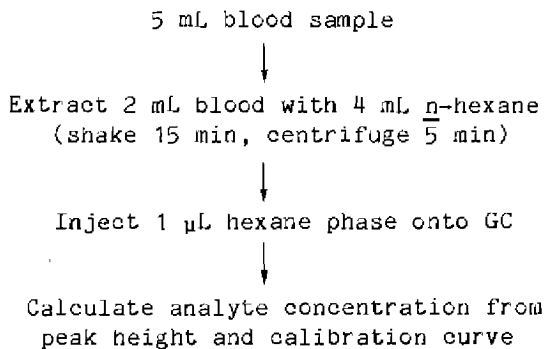 5 mL blood sample
Extract 2 mL blood with 4 mL n-hexane
(shake 15 min, centrifuge 5 min)
Inject 1 µL hexane phase onto GC
Calculate analyte concentration from
peak height and calibration curve